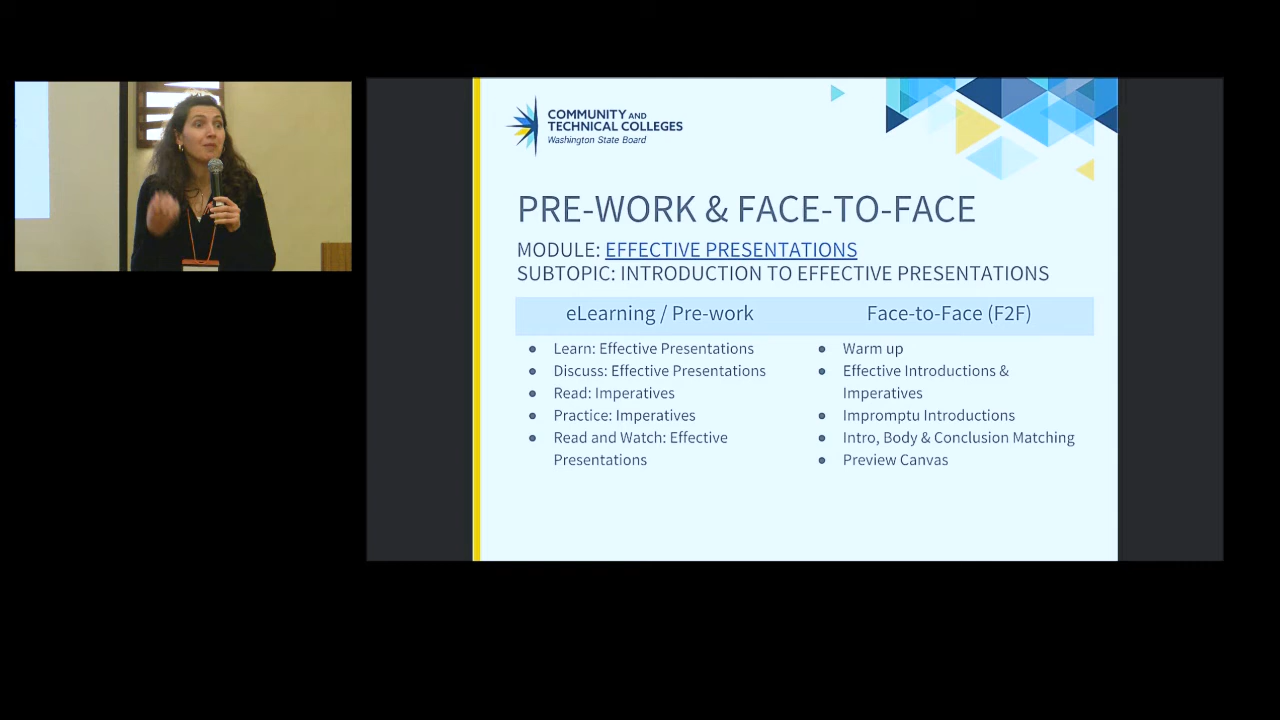 COMMUNITY AND
TECHNICAL COLLEGES
Washington State Board
PRE-WORK & FACE-TO-FACE
MODULE: EFFECTIVE PRESENTATIONS
SUBTOPIC: INTRODUCTION TO EFFECTIVE PRESENTATIONS
eLearning / Pre-work
• Learn: Effective Presentations
• Discuss: Effective Presentations
• Read: Imperatives
• Practice: Imperatives
• Read and Watch: Effective
Presentations
Face-to-Face (F2F)
• Warm up
• Effective Introductions &
Imperatives
• Impromptu Introductions
• Intro, Body & Conclusion Matching
• Preview Canvas